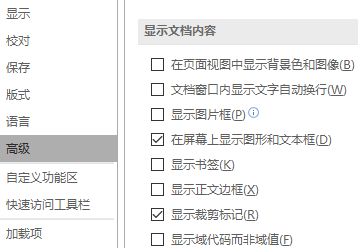 显示
校对
保存
版式
语言
高级
自定义功能区
快速访问工具栏
加载项
显示文档内容
在页面视图中显示背景色和图像(B)
文档窗口内显示文字自动换行(W)
显示图片框(P)
在屏幕上显示图形和文本框(D)
显示书签(K)
显示正文边框(X)
显示裁剪标记(R)
显示域代码而非域值(F)